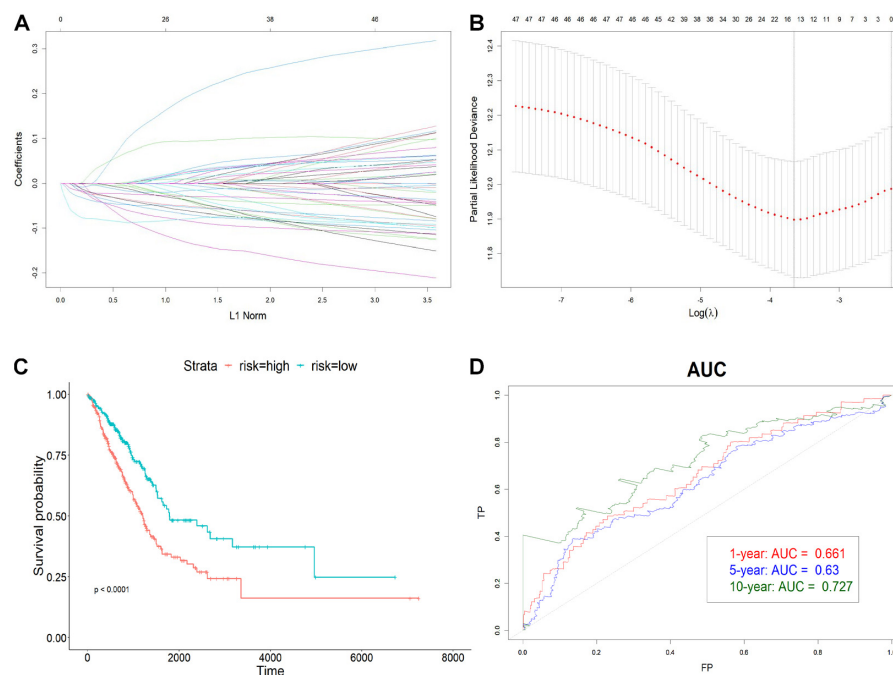 A
0 26 38 46
Coefficients
0.3
0.2
0.1
0.0
-0.1
-0.2
0.0 0.5 1.0 1.5 2.0 2.5 3.0 3.5
L1 Norm
B
47 47 47 46 46 46 46 46 47 45 42 39 38 36 34 30 26 24 22 16 13 12 11 9 7 3 3 0
Partial Likelihood Deviance
12.4
12.3
12.2
12.1
12.0
11.9
11.8
-7 -6 -5 -4 -3
Log(λ)
C
Strata risk=high risk=low
Survival probability
1.00
0.75
0.50
0.25
0.00
p < 0.0001
0 2000 4000 6000 8000
Time
D
AUC
TP
1.0
0.8
0.6
0.4
0.2
0.0
1-year: AUC = 0.661
5-year: AUC = 0.63
10-year: AUC = 0.727
0.0 0.2 0.4 0.6 0.8 1.0
FP